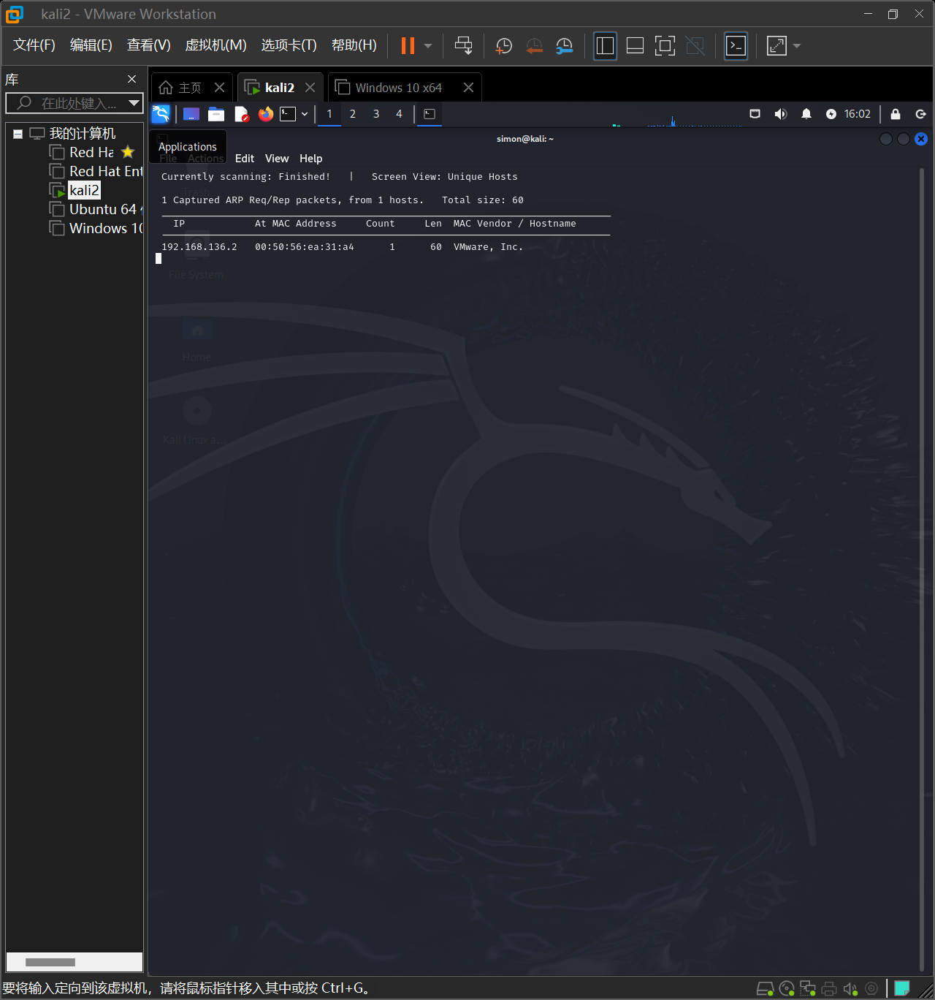 kali2 - VMware Workstation
文件(F) 编辑(E) 查看(V) 虚拟机(M) 选项卡(T) 帮助(H)
库
在此处键入...
我的计算机
Red Ha
Red Hat Ent
kali2
Ubuntu 64
Windows 10
主页 kali2 Windows 10 x64
1 2 3 4 16:02
simon@kali: ~
Applications
File Actions Edit View Help
Currently scanning: Finished! | Screen View: Unique Hosts
1 Captured ARP Req/Rep packets, from 1 hosts. Total size: 60
IP At MAC Address Count Len MAC Vendor / Hostname
192.168.136.2 00:50:56:ea:31:a4 1 60 VMware, Inc.
Trash
File System
Home
Kali Linux a...
要将输入定向到该虚拟机，请将鼠标指针移入其中或按 Ctrl+G。